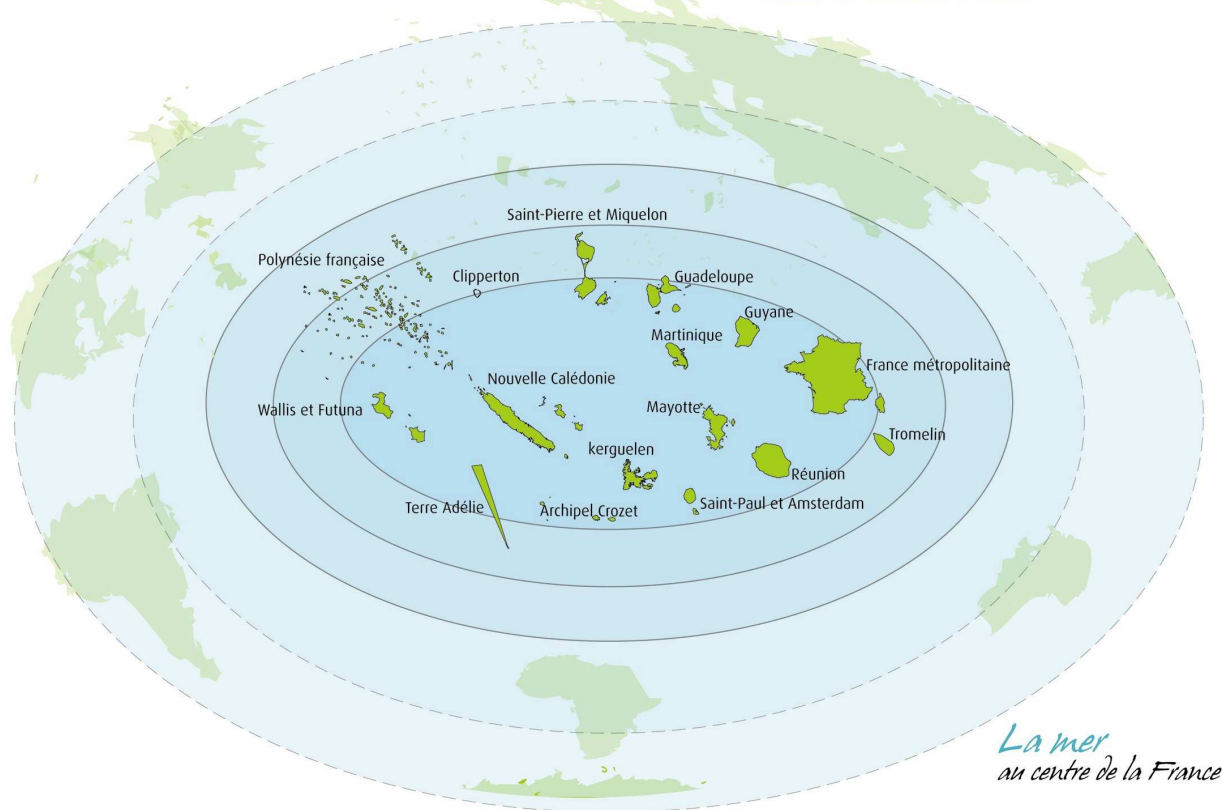 Saint-Pierre et Miquelon
Polynésie française
Clipperton
Guadeloupe
Guyane
Martinique
France métropolitaine
Nouvelle Calédonie
Wallis et Futuna
Mayotte
Tromelin
kerguelen
Réunion
Terre Adélie
Archipel Crozet
Saint-Paul et Amsterdam
La mer
au centre de la France